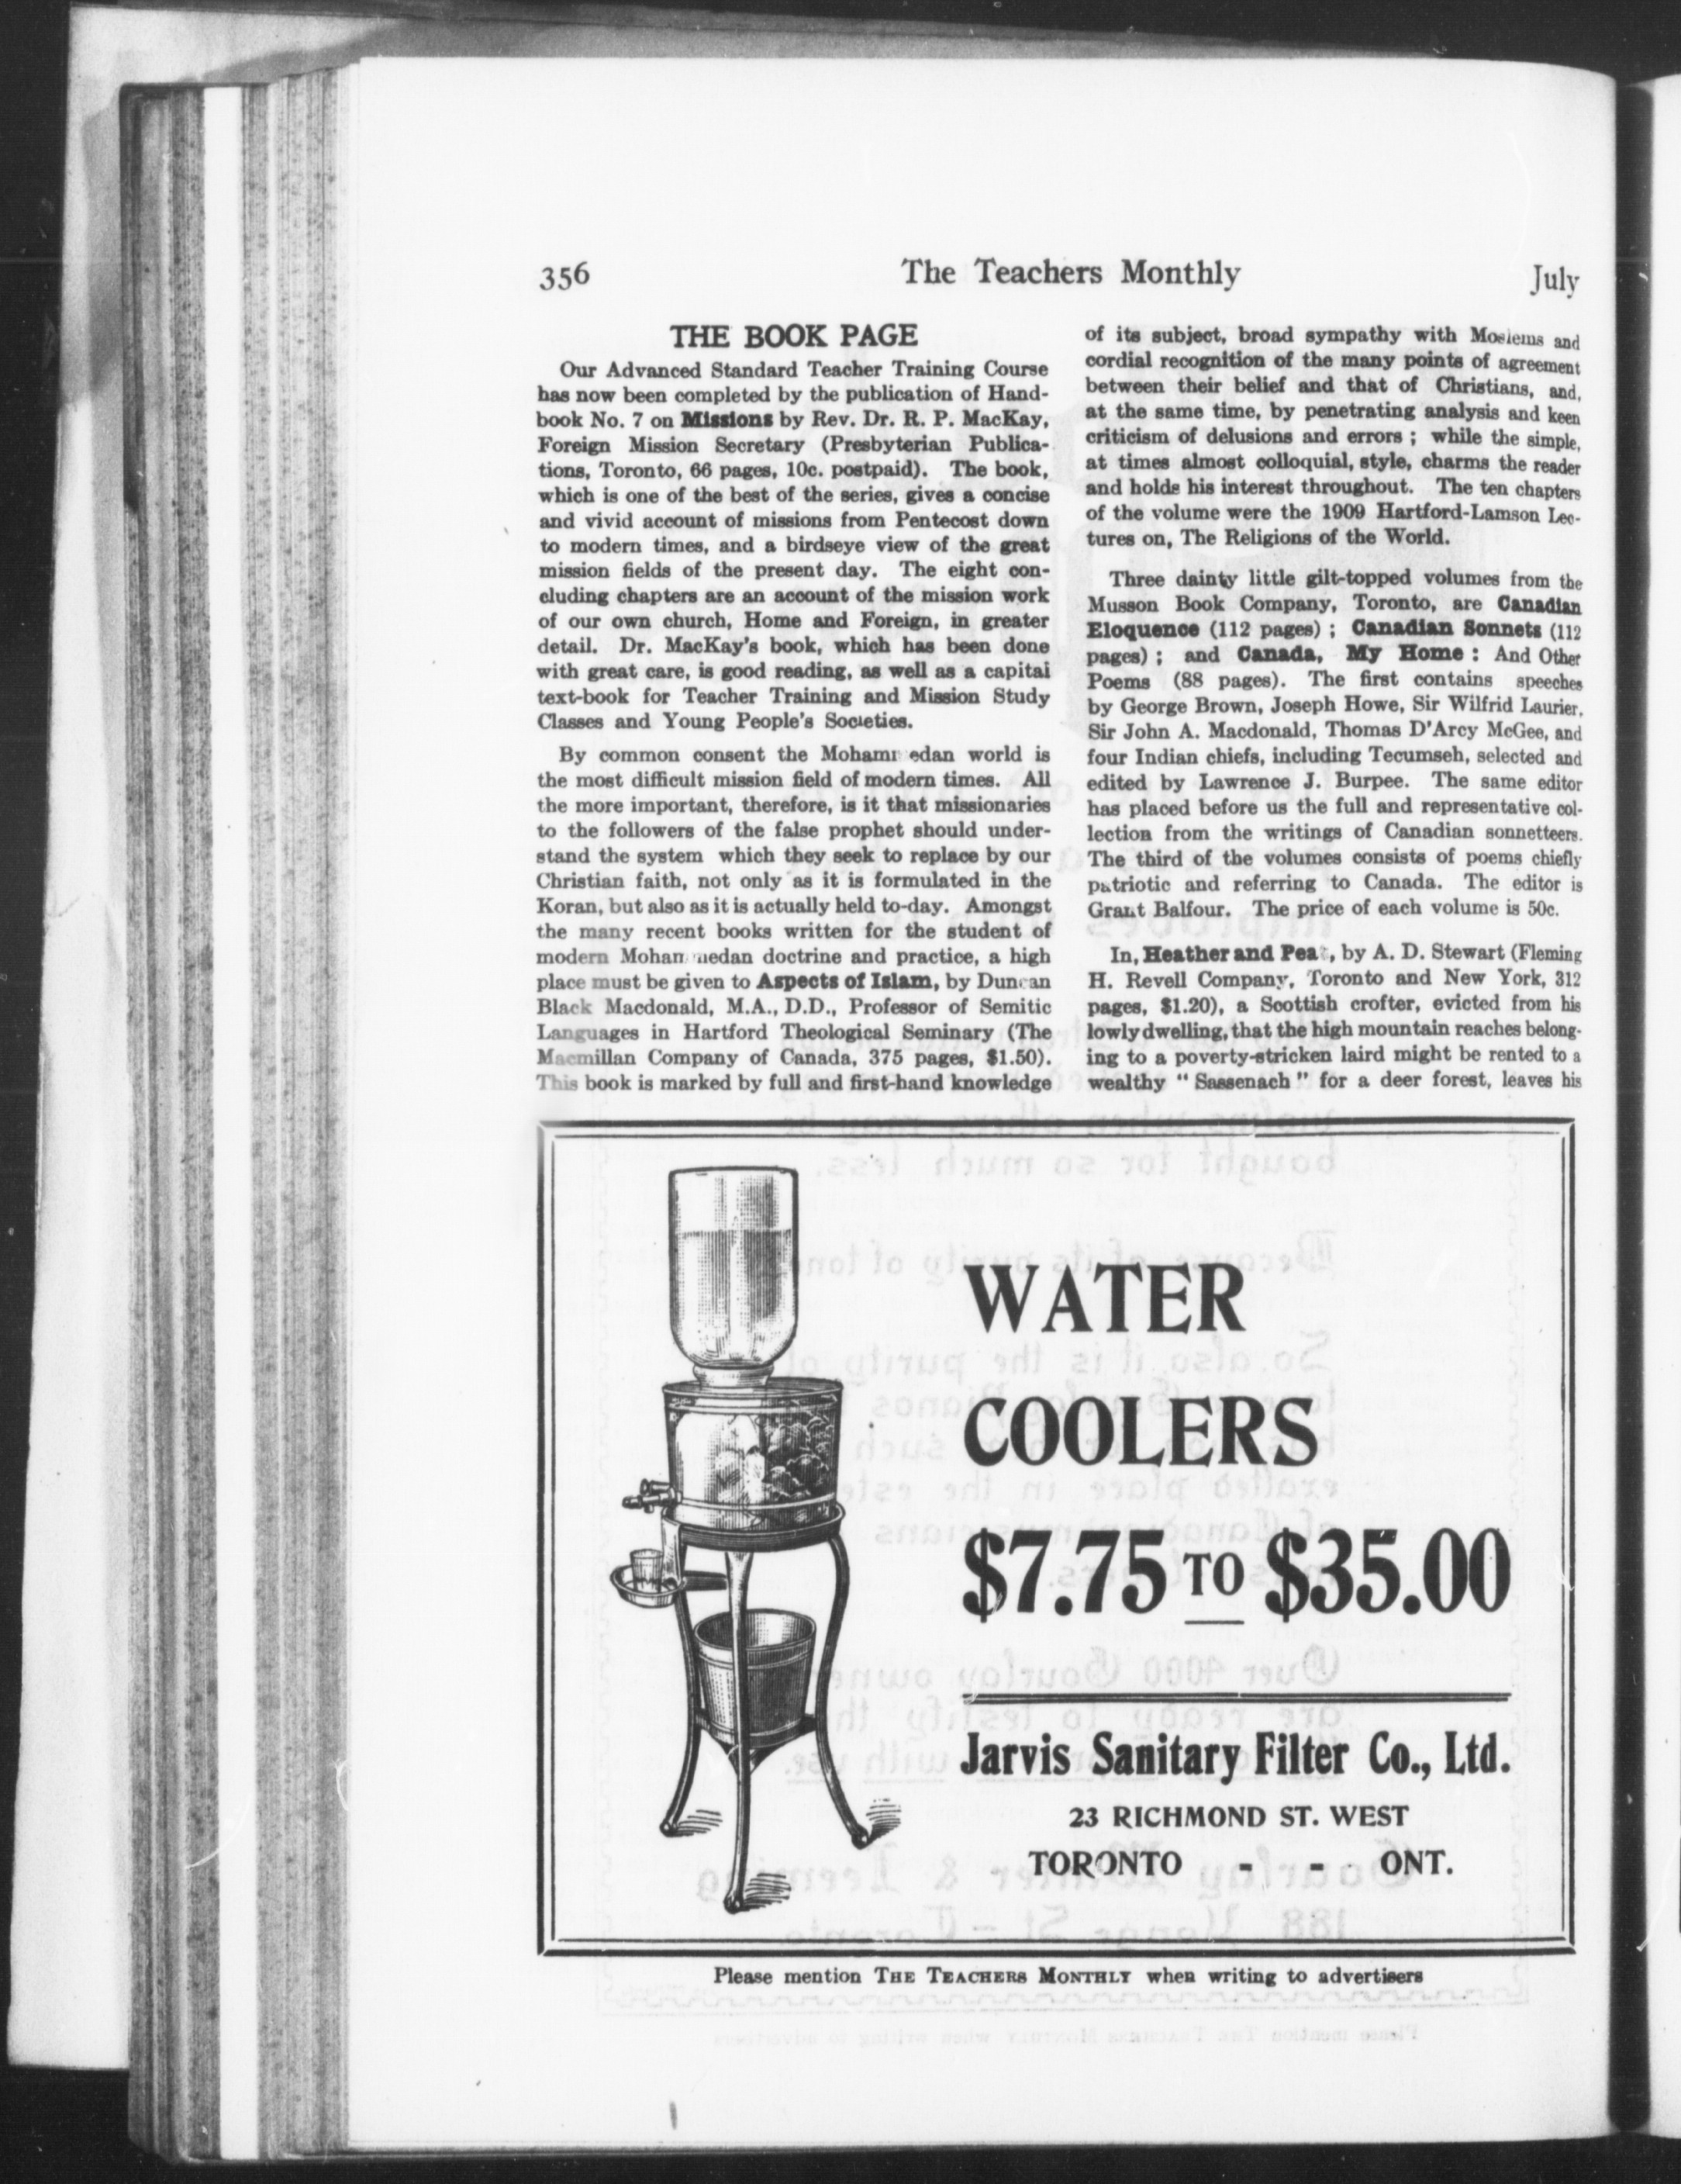 356
The Teachers Monthly
July
THE BOOK PAGE
Our Advanced Standard Teacher Training Course
has now been completed by the publication of Hand-
book No. 7 on Missions by Rev. Dr. R. P. MacKay,
Foreign Mission Secretary (Presbyterian Publica-
tions, Toronto, 66 pages, 10c. postpaid). The book,
which is one of the best of the series, gives a concise
and vivid account of missions from Pentecost down
to modern times, and a birdseye view of the great
mission fields of the present day. The eight con-
cluding chapters are an account of the mission work
of our own church, Home and Foreign, in greater
detail. Dr. MacKay's book, which has been done
with great care, is good reading, as well as a capital
text-book for Teacher Training and Mission Study
Classes and Young People's Societies.
By common consent the Mohammedan world is
the most difficult mission field of modern times. All
the more important, therefore, is it that missionaries
to the followers of the false prophet should under-
stand the system which they seek to replace by our
Christian faith, not only as it is formulated in the
Koran, but also as it is actually held to-day. Amongst
the many recent books written for the student of
modern Mohammedan doctrine and practice, a high
place must be given to Aspects of Islam, by Duncan
Black Macdonald, M.A., D.D., Professor of Semitic
Languages in Hartford Theological Seminary (The
Macmillan Company of Canada, 375 pages, $1.50).
This book is marked by full and first-hand knowledge
of its subject, broad sympathy with Moslems and
cordial recognition of the many points of agreement
between their belief and that of Christians, and,
at the same time, by penetrating analysis and keen
criticism of delusions and errors ; while the simple,
at times almost colloquial, style, charms the reader
and holds his interest throughout. The ten chapters
of the volume were the 1909 Hartford-Lamson Lec-
tures on, The Religions of the World.
Three dainty little gilt-topped volumes from the
Musson Book Company, Toronto, are Canadian
Eloquence (112 pages) ; Canadian Sonnets (112
pages) ; and Canada, My Home : And Other
Poems (88 pages). The first contains speeches
by George Brown, Joseph Howe, Sir Wilfrid Laurier,
Sir John A. Macdonald, Thomas D'Arcy McGee, and
four Indian chiefs, including Tecumseh, selected and
edited by Lawrence J. Burpee. The same editor
has placed before us the full and representative col-
lection from the writings of Canadian sonnetteers.
The third of the volumes consists of poems chiefly
patriotic and referring to Canada. The editor is
Grant Balfour. The price of each volume is 50c.
In, Heather and Peat, by A. D. Stewart (Fleming
H. Revell Company, Toronto and New York, 312
pages, $1.20), a Scottish crofter, evicted from his
lowly dwelling, that the high mountain reaches belong-
ing to a poverty-stricken laird might be rented to a
wealthy " Sassenach " for a deer forest, leaves his
WATER
COOLERS
$7.75 TO $35.00
Jarvis Sanitary Filter Co., Ltd.
23 RICHMOND ST. WEST
TORONTO - - ONT.
Please mention THE TEACHERS MONTHLY when writing to advertisers